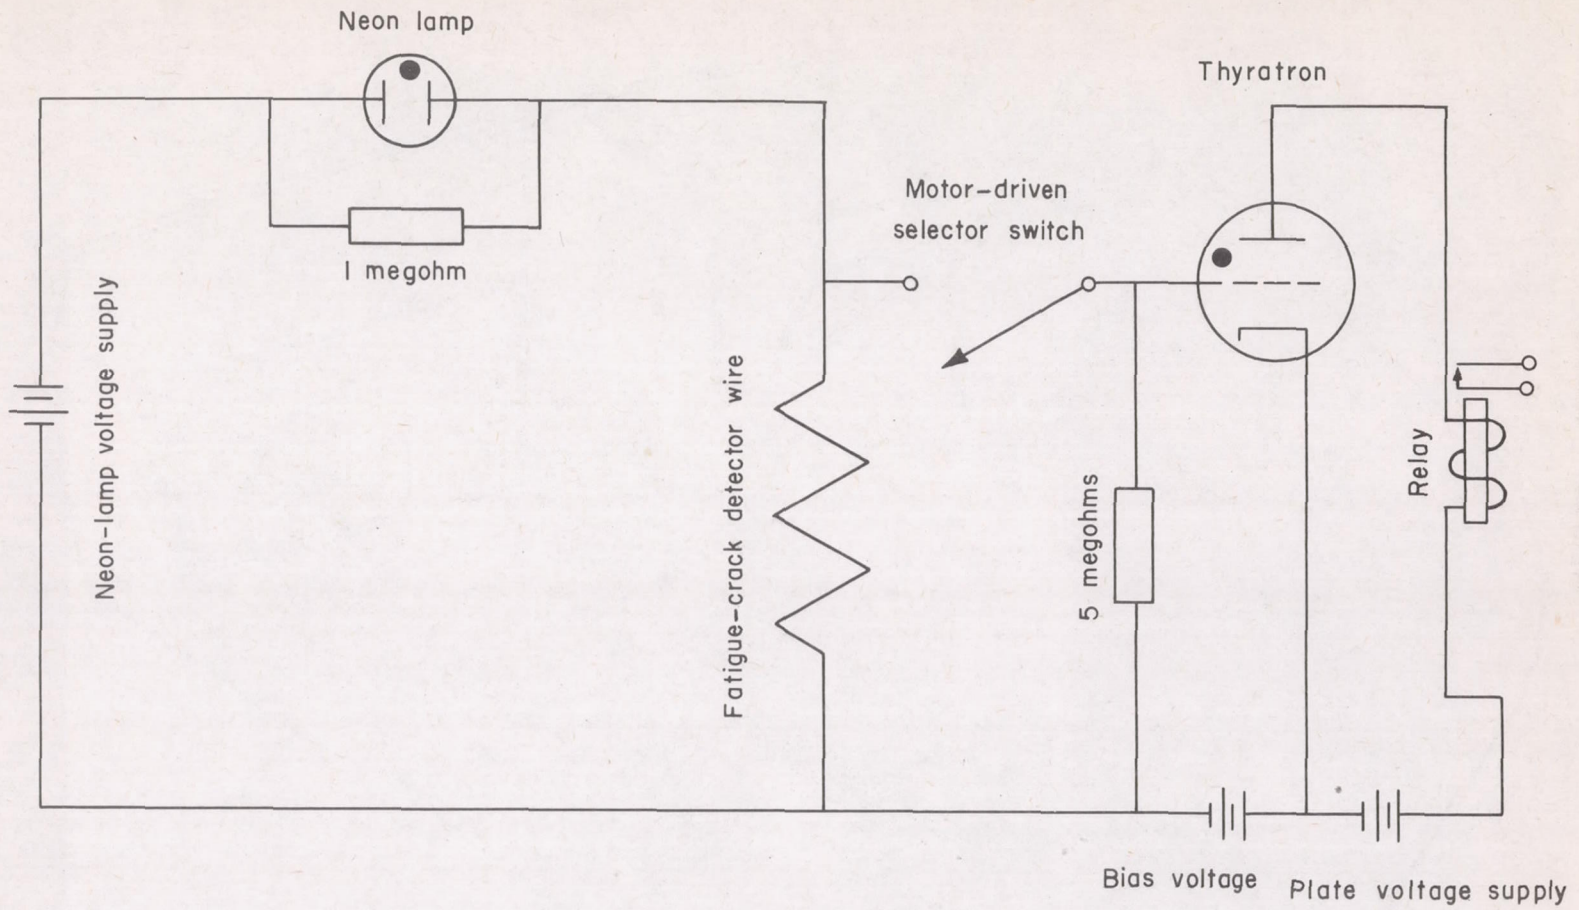 Neon lamp
Thyratron
Motor-driven
selector switch
1 megohm
Neon-lamp voltage supply
Fatigue-crack detector wire
5 megohms
Relay
Bias voltage
Plate voltage supply